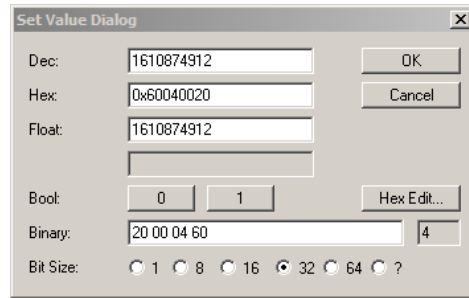 Set Value Dialog
Dec: 1610874912 OK
Hex: 0x60040020 Cancel
Float: 1610874912
Bool: 0 1 Hex Edit...
Binary: 20 00 04 60 4
Bit Size: 1 8 16 32 64 ?